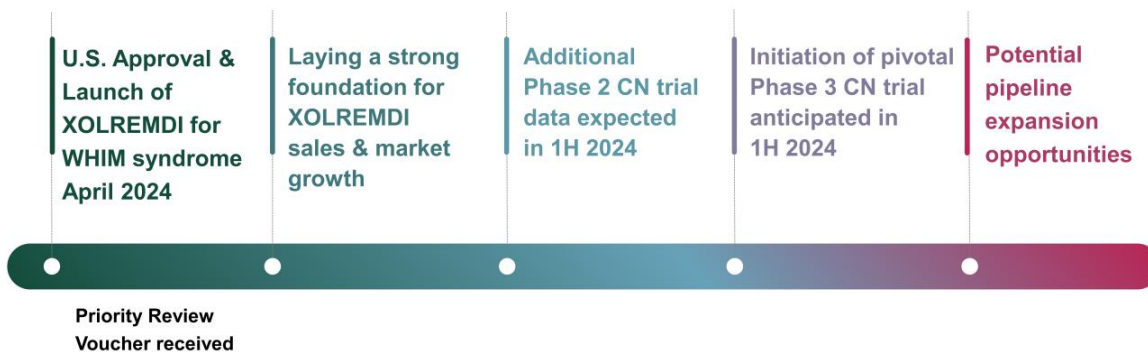 U.S. Approval &
Launch of
XOLREMDI for
WHIM syndrome
April 2024
Laying a strong
foundation for
XOLREMDI
sales & market
growth
Additional
Phase 2 CN trial
data expected
in 1H 2024
Initiation of pivotal
Phase 3 CN trial
anticipated in
1H 2024
Potential
pipeline
expansion
opportunities
Priority Review
Voucher received